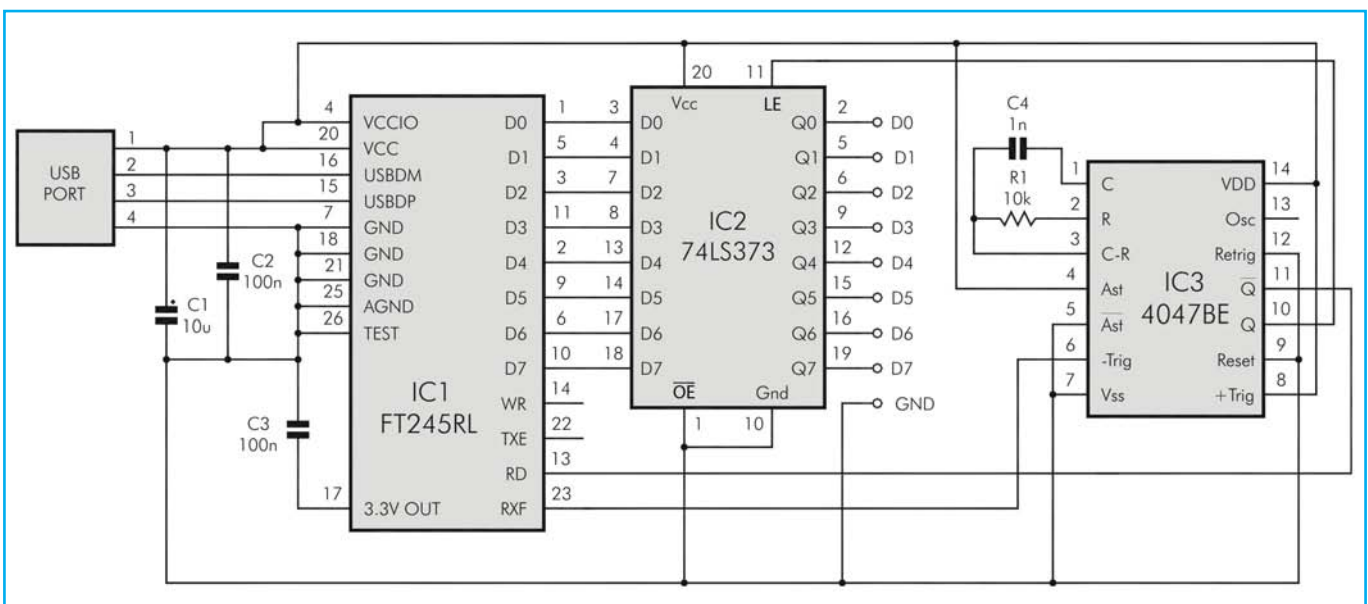 USB
PORT
1
2
3
4
C1
10u
C2
100n
C3
100n
4
20
16
15
7
18
21
25
26
17
VCCIO
VCC
USBDM
USBDP
GND
GND
GND
AGND
TEST
3.3V OUT
IC1
FT245RL
D0
D1
D2
D3
D4
D5
D6
D7
WR
TXE
RD
RXF
1
5
3
11
2
9
6
10
14
22
13
23
3
4
7
8
13
14
17
18
20
11
Vcc
LE
D0
D1
D2
D3
D4
D5
D6
D7
IC2
74LS373
Q0
Q1
Q2
Q3
Q4
Q5
Q6
Q7
OE
Gnd
1
10
2
5
6
9
12
15
16
19
D0
D1
D2
D3
D4
D5
D6
D7
GND
C4
1n
R1
10k
1
2
3
4
5
6
7
C
R
C-R
Ast
Ast
-Trig
Vss
IC3
4047BE
VDD
Osc
Retrig
Q
Q
Reset
+Trig
14
13
12
11
10
9
8